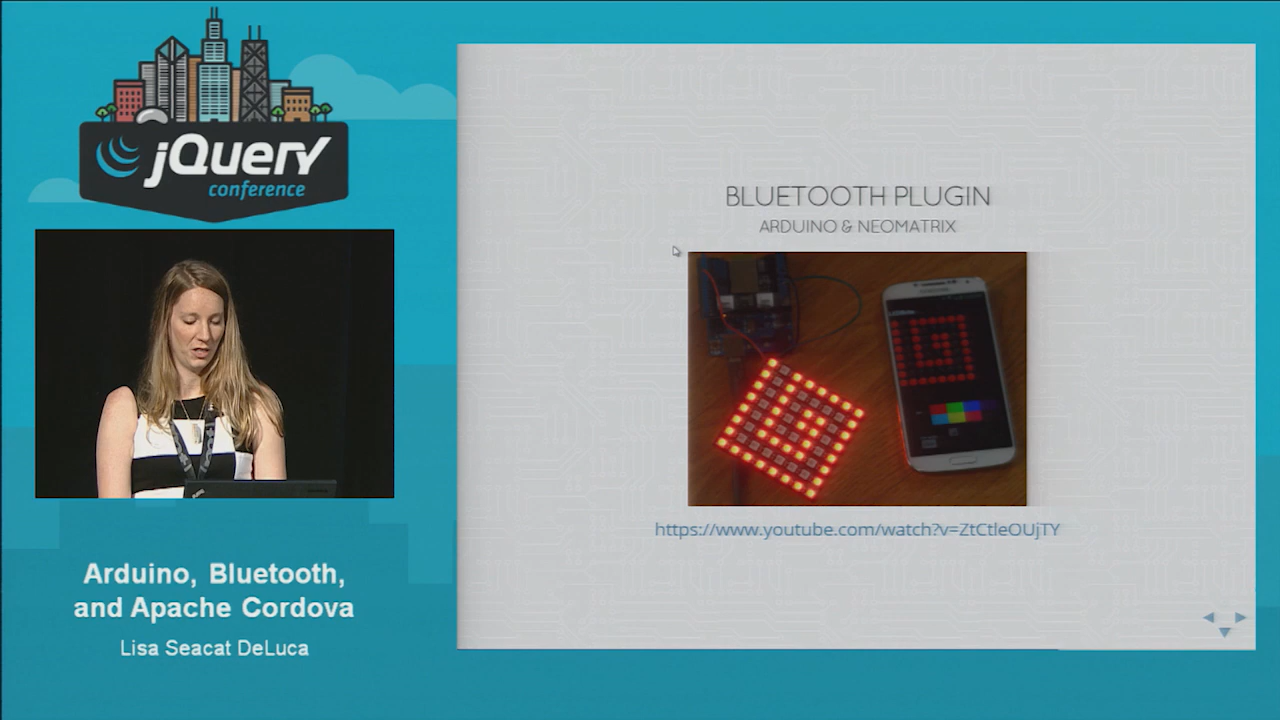 jQuery
conference
Arduino, Bluetooth,
and Apache Cordova
Lisa Seacat DeLuca
BLUETOOTH PLUGIN
ARDUINO & NEOMATRIX
https://www.youtube.com/watch?v=ZtCtleOUjTY